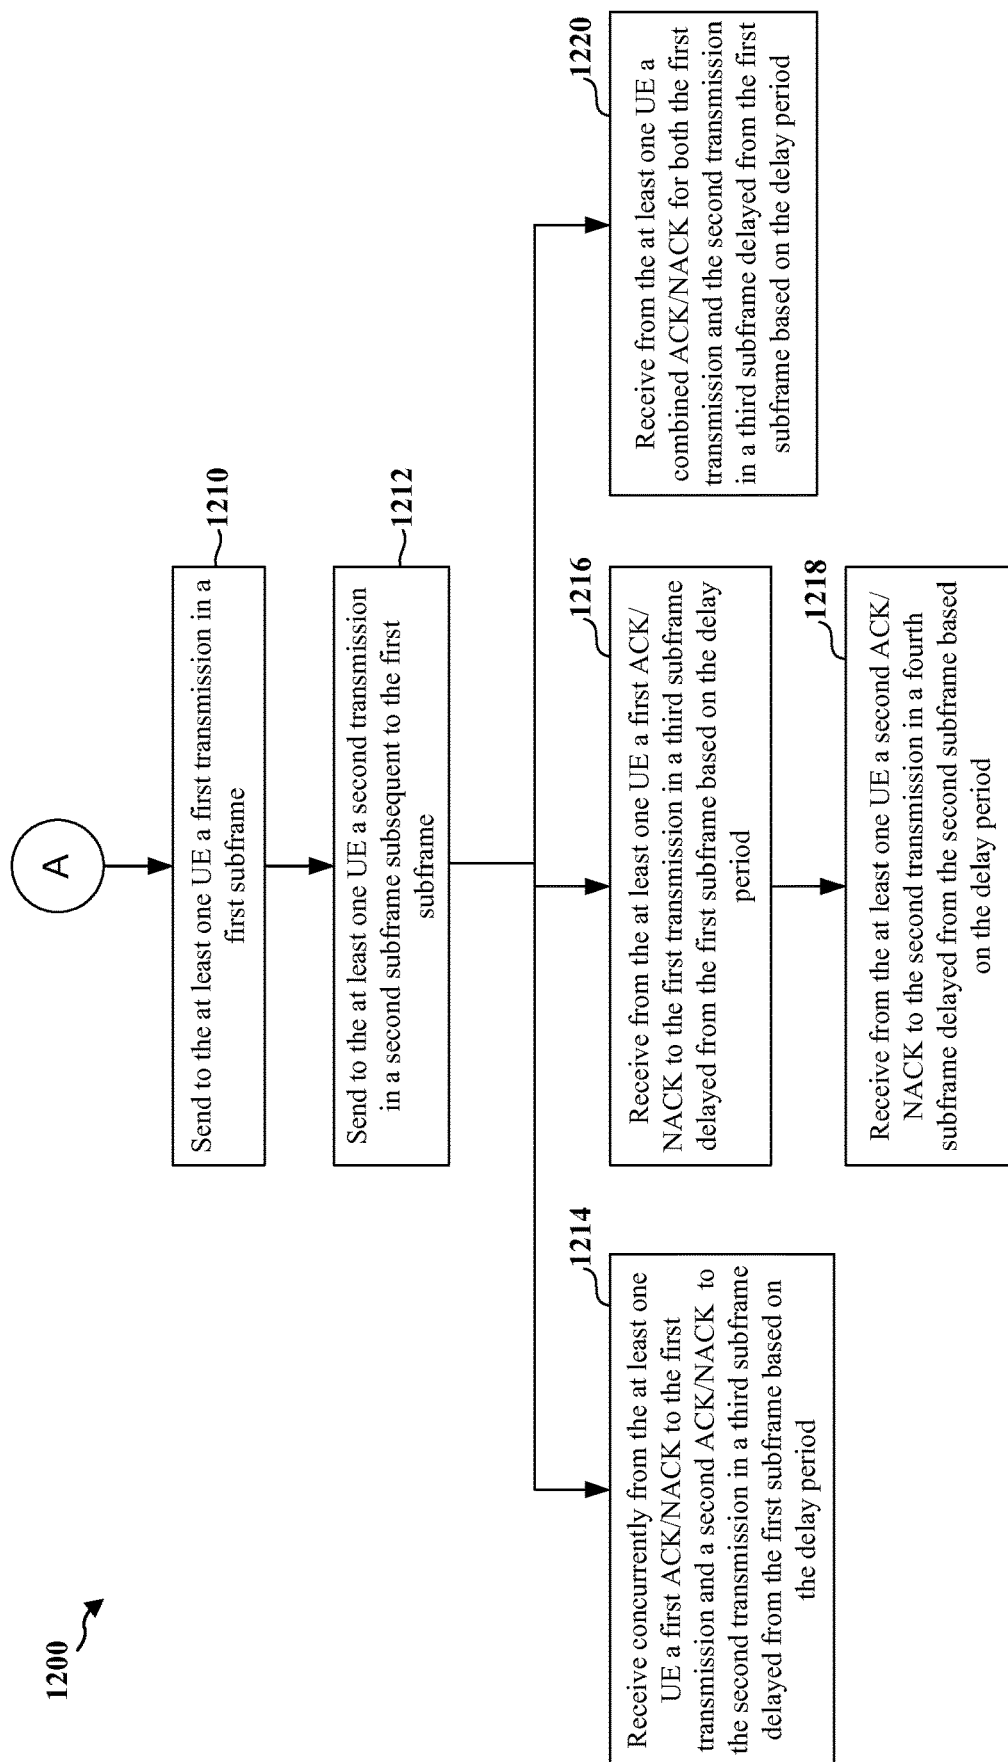 1200
A
Send to the at least one UE a first transmission in a
first subframe
1210
Send to the at least one UE a second transmission
in a second subframe subsequent to the first
subframe
1212
Receive concurrently from the at least one
UE a first ACK/NACK to the first
transmission and a second ACK/NACK to
the second transmission in a third subframe
delayed from the first subframe based on
the delay period
1214
Receive from the at least one UE a first ACK/
NACK to the first transmission in a third subframe
delayed from the first subframe based on the delay
period
1216
Receive from the at least one UE a second ACK/
NACK to the second transmission in a fourth
subframe delayed from the second subframe based
on the delay period
1218
Receive from the at least one UE a
combined ACK/NACK for both the first
transmission and the second transmission
in a third subframe delayed from the first
subframe based on the delay period
1220